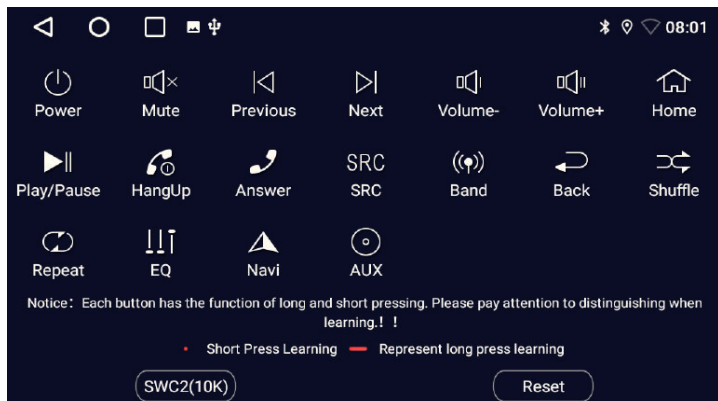 08:01
Power Mute Previous Next Volume- Volume+ Home
SRC
Play/Pause HangUp Answer SRC Band Back Shuffle
Repeat EQ Navi AUX
Notice: Each button has the function of long and short pressing. Please pay attention to distinguishing when
learning.! !
Short Press Learning Represent long press learning
SWC2(10K) Reset